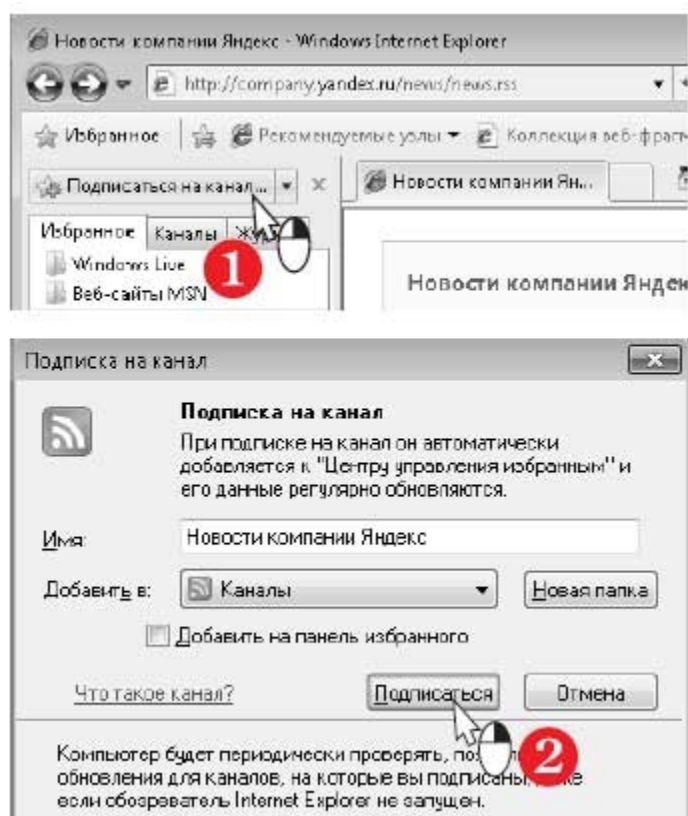 Новости компании Яндекс - Windows Internet Explorer
http://company.yandex.ru/news/news.rss
Избранное Рекомендуемые узлы Коллекция веб-фрагм
Подписаться на канал... Новости компании Ян...
Избранное Каналы
Windows Live
1
Веб-сайты MSN
Новости компании Яндек
Подписка на канал
Подписка на канал
При подписке на канал он автоматически
добавляется к "Центру управления избранным" и
его данные регулярно обновляются.
Имя: Новости компании Яндекс
Добавить в: Каналы Новая папка
Добавить на панель избранного
Что такое канал? Подписаться Отмена
2
Компьютер будет периодически проверять,
обновления для каналов, на которые вы подписаны,
если обозреватель Internet Explorer не запущен.